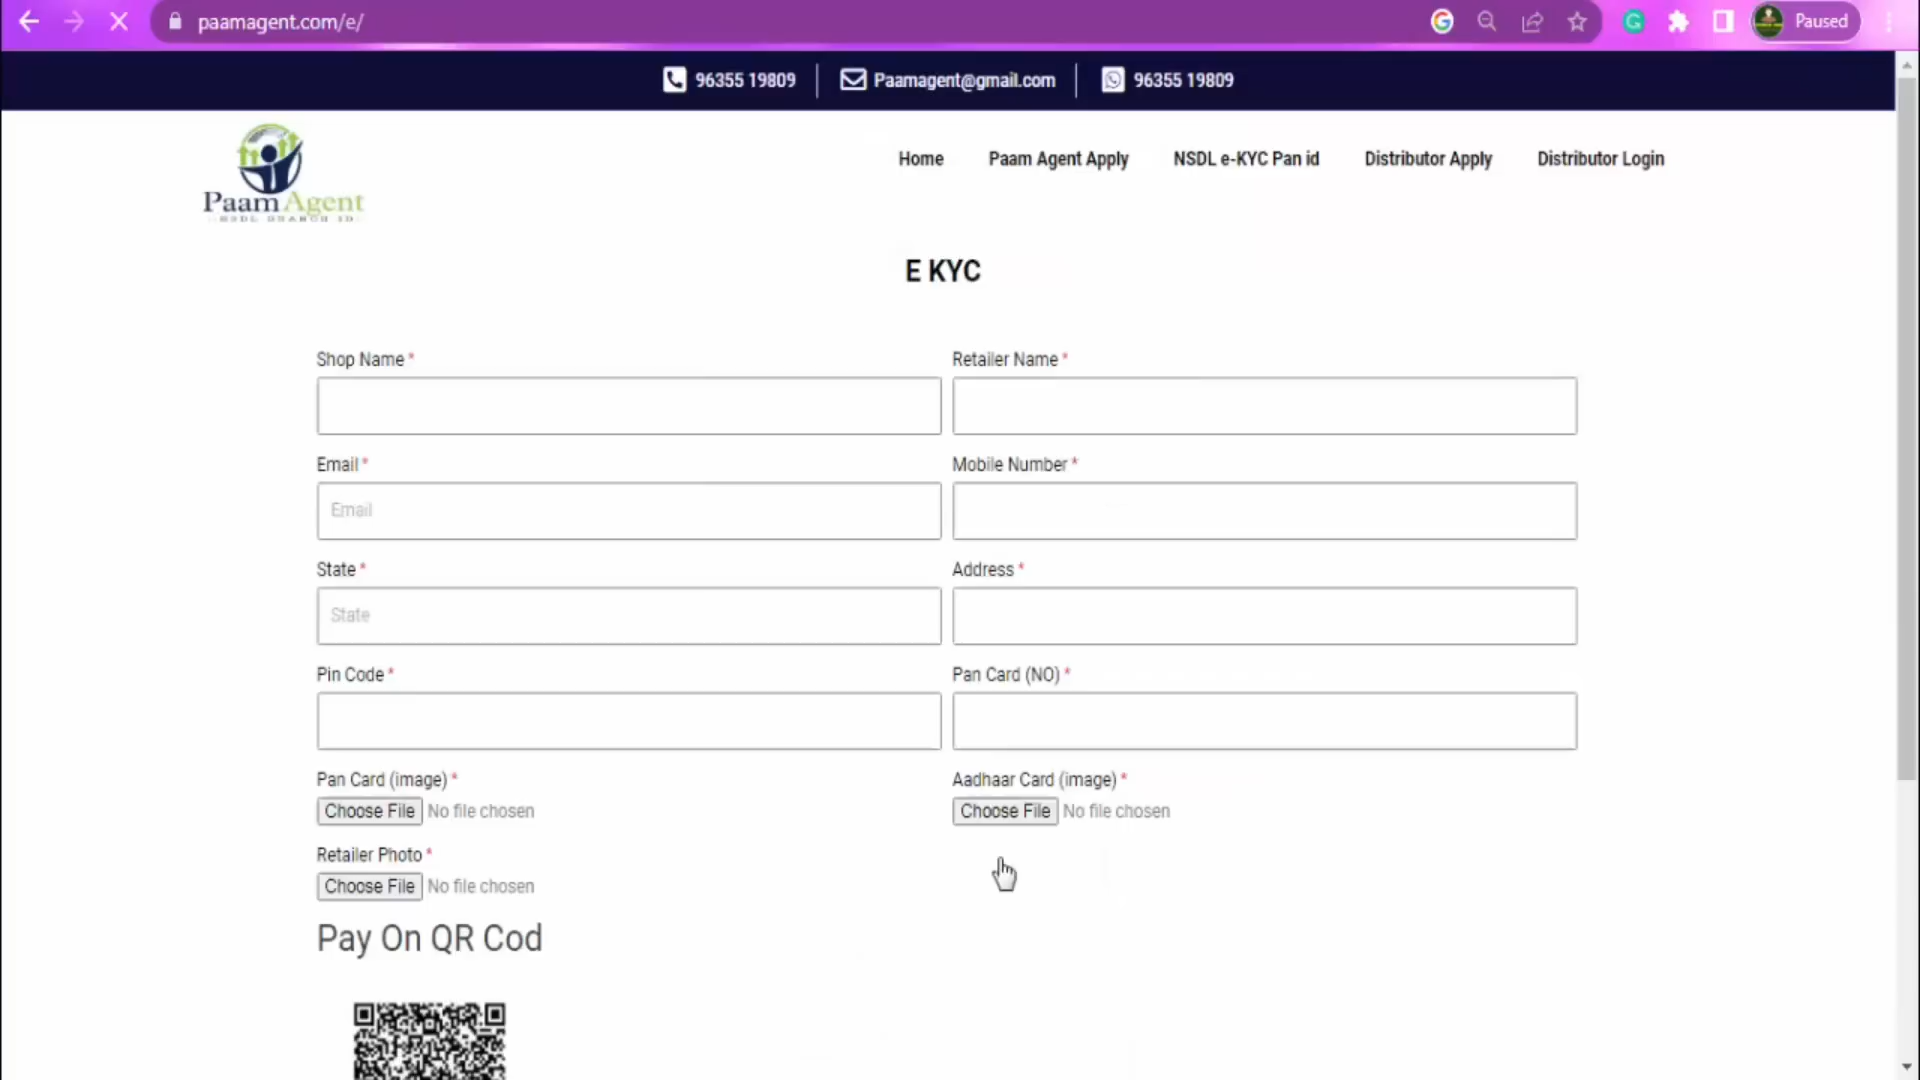 paamagent.com/e/
Paused
96355 19809
Paamagent@gmail.com
96355 19809
Paam Agent
NSDL BRANCH ID
Home
Paam Agent Apply
NSDL e-KYC Pan id
Distributor Apply
Distributor Login
E KYC
Shop Name *
Retailer Name *
Email *
Mobile Number *
Email
State *
Address *
State
Pin Code *
Pan Card (NO) *
Pan Card (image) *
Aadhaar Card (image) *
Choose File No file chosen
Choose File No file chosen
Retailer Photo *
Choose File No file chosen
Pay On QR Cod